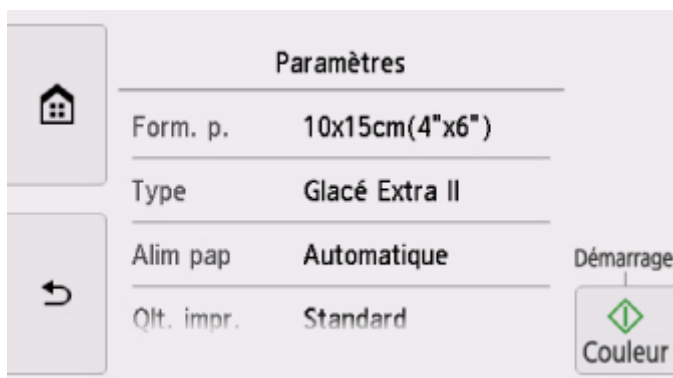 Paramètres
Form. p. 10x15cm(4"x6")
Type Glacé Extra II
Alim pap Automatique
Qlt. impr. Standard
Démarrage
Couleur